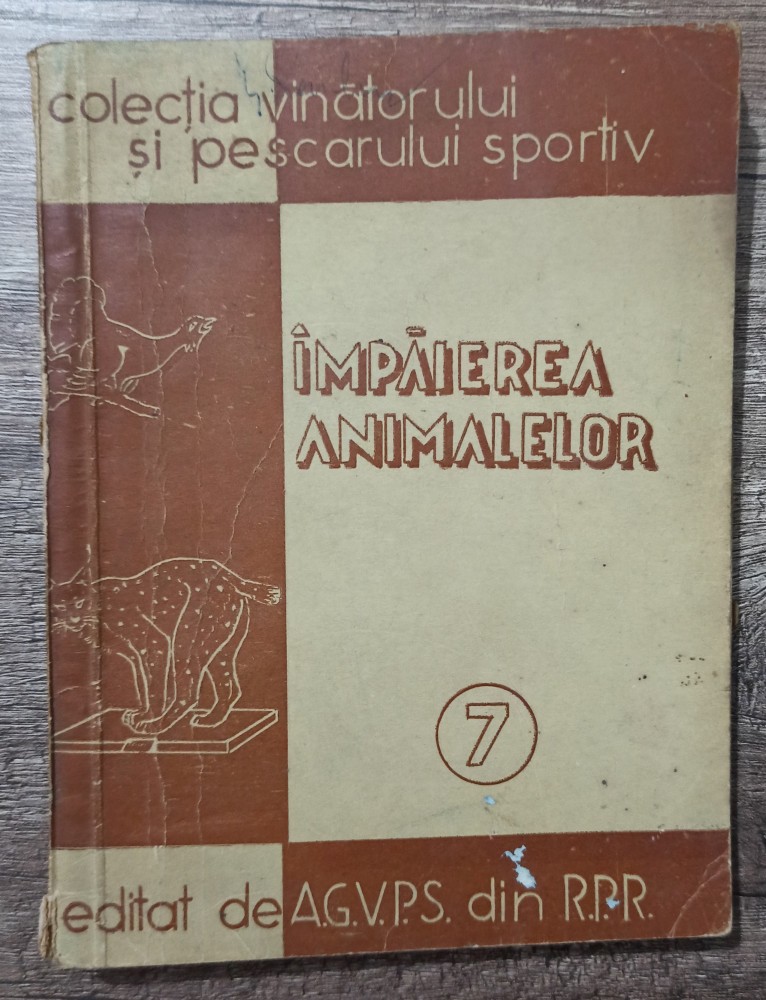 colecția vînătorului
și pescarului sportiv
ÎMPĂIEREA
ANIMALELOR
7
editat de A.G.V.P.S. din R.P.R.